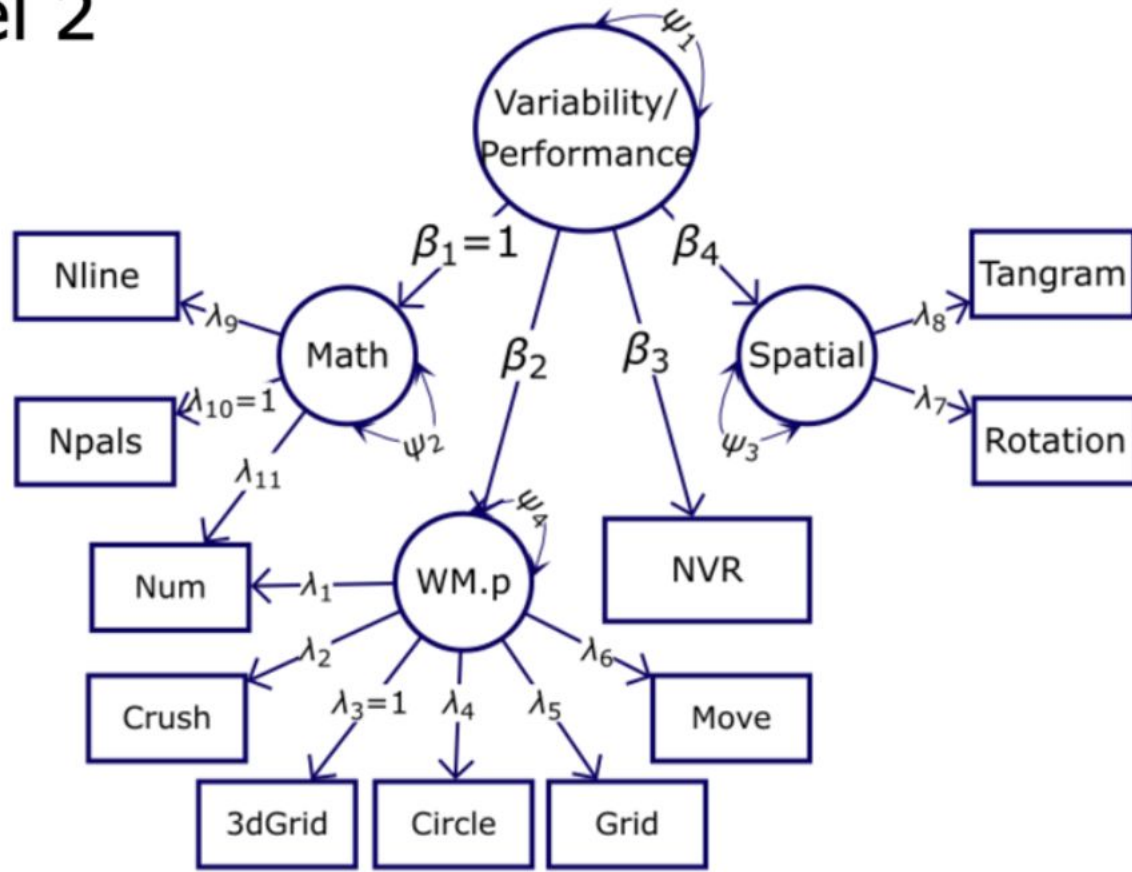 el 2
ψ1
Variability/
Performance
β1=1
β4
Nline
Tangram
λ9
λ8
Math
β2
β3
Spatial
λ10=1
λ7
Npals
ψ2
ψ3
Rotation
λ11
ψ4
Num
λ1
WM.p
NVR
λ2
λ6
λ3=1
λ4
λ5
Crush
Move
3dGrid
Circle
Grid